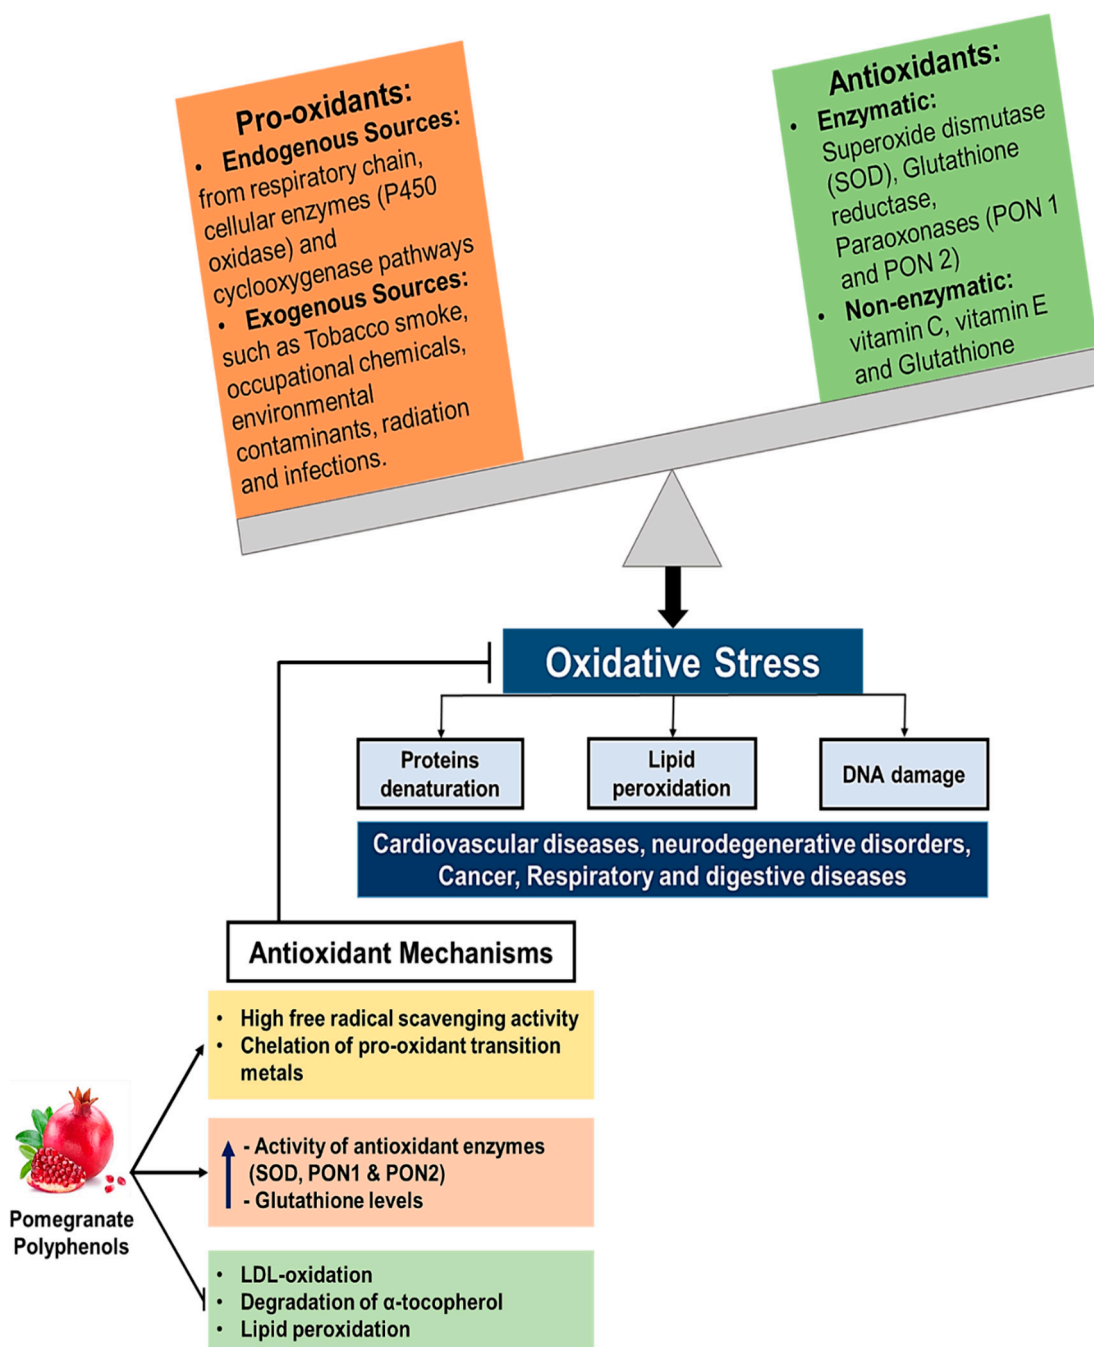 Pro-oxidants:
• Endogenous Sources:
from respiratory chain,
cellular enzymes (P450
oxidase) and
cyclooxygenase pathways
• Exogenous Sources:
such as Tobacco smoke,
occupational chemicals,
environmental
contaminants, radiation
and infections.
Antioxidants:
• Enzymatic:
Superoxide dismutase
(SOD), Glutathione
reductase,
Paraoxonases (PON 1
and PON 2)
• Non-enzymatic:
vitamin C, vitamin E
and Glutathione
Oxidative Stress
Proteins
denaturation
Lipid
peroxidation
DNA damage
Cardiovascular diseases, neurodegenerative disorders,
Cancer, Respiratory and digestive diseases
Antioxidant Mechanisms
• High free radical scavenging activity
• Chelation of pro-oxidant transition
metals
- Activity of antioxidant enzymes
(SOD, PON1 & PON2)
- Glutathione levels
Pomegranate
Polyphenols
• LDL-oxidation
• Degradation of α-tocopherol
• Lipid peroxidation